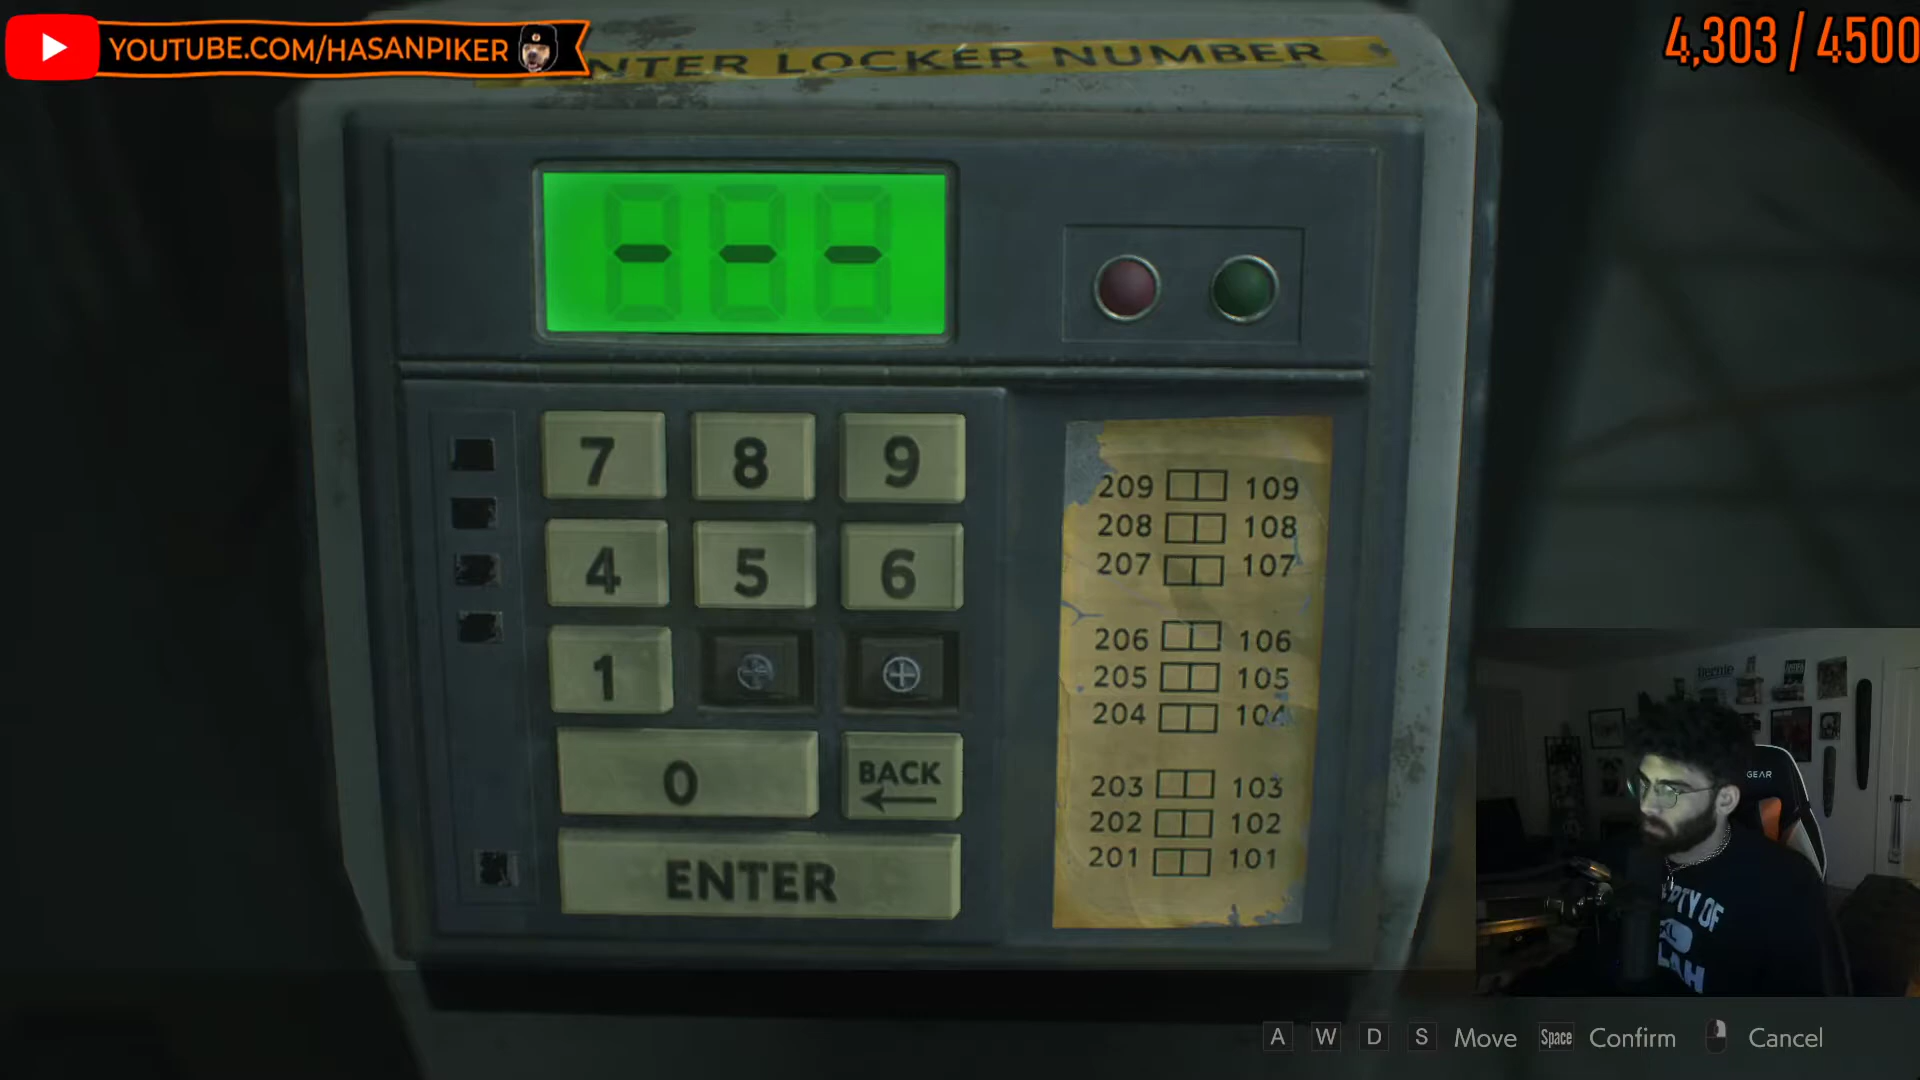 YOUTUBE.COM/HASANPIKER
NTER LOCKER NUMBER
4,303 / 4500
7 8 9
4 5 6
1
0 BACK
ENTER
209 109
208 108
207 107
206 106
205 105
204 104
203 103
202 102
201 101
GEAR
A W D S Move Space Confirm Cancel